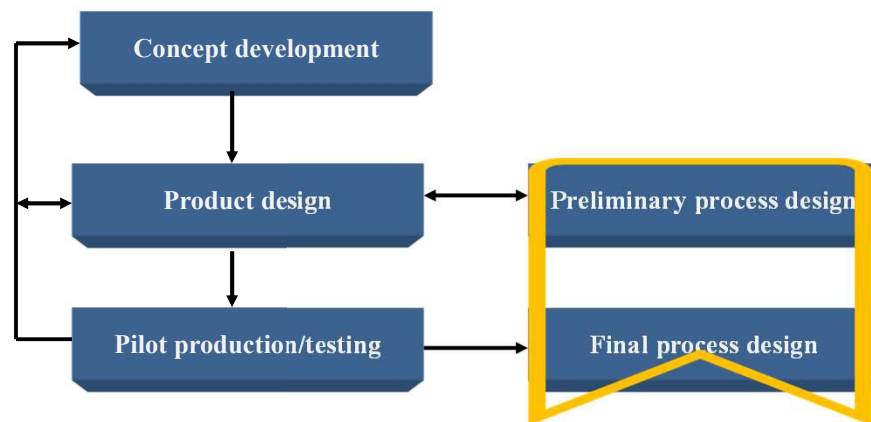 Concept development
Product design
Preliminary process design
Pilot production/testing
Final process design